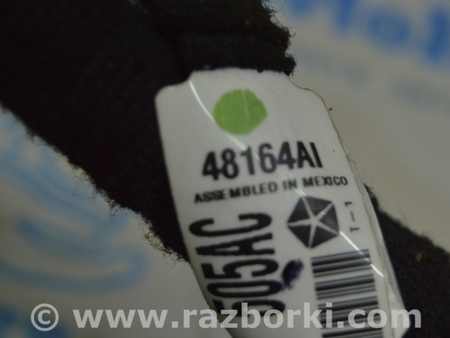 48164AI
ASSEMBLED IN MEXICO
505AC
T-1
© www.razborki.com